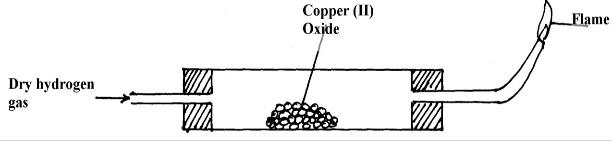 Copper (II)
Oxide
Flame
Dry hydrogen
gas